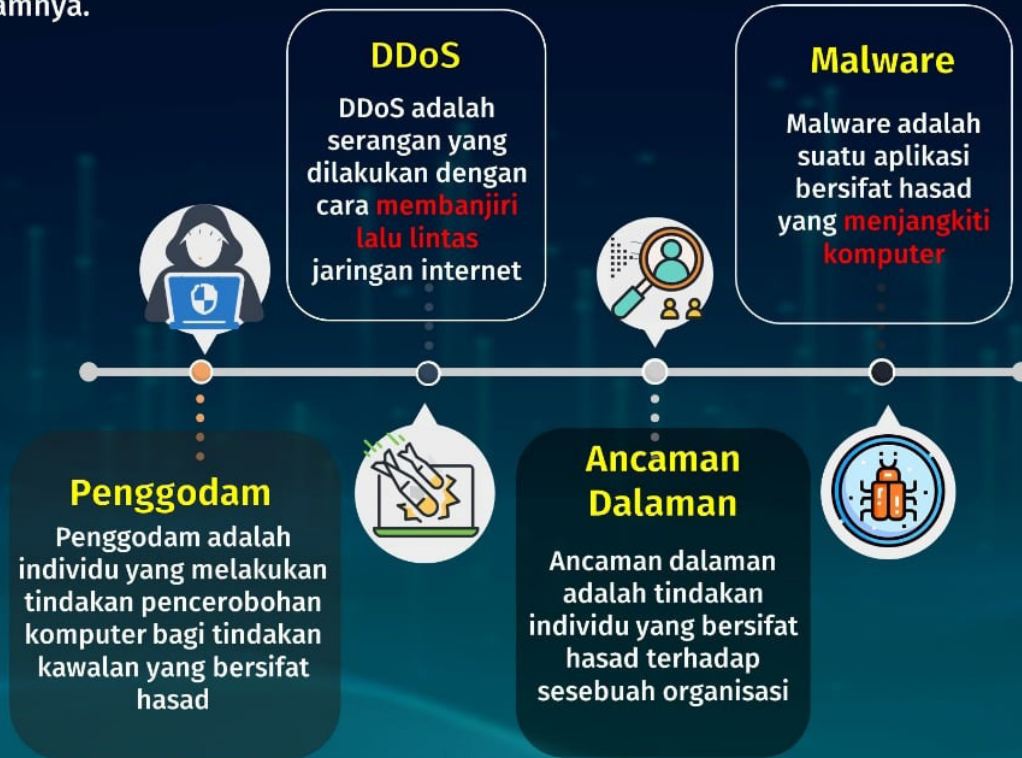 DDoS
DDoS adalah
serangan yang
dilakukan dengan
cara membanjiri
lalu lintas
jaringan internet
Malware
Malware adalah
suatu aplikasi
bersifat hasad
yang menjangkiti
komputer
Penggodam
Penggodam adalah
individu yang melakukan
tindakan pencerobohan
komputer bagi tindakan
kawalan yang bersifat
hasad
Ancaman
Dalaman
Ancaman dalaman
adalah tindakan
individu yang bersifat
hasad terhadap
sesebuah organisasi